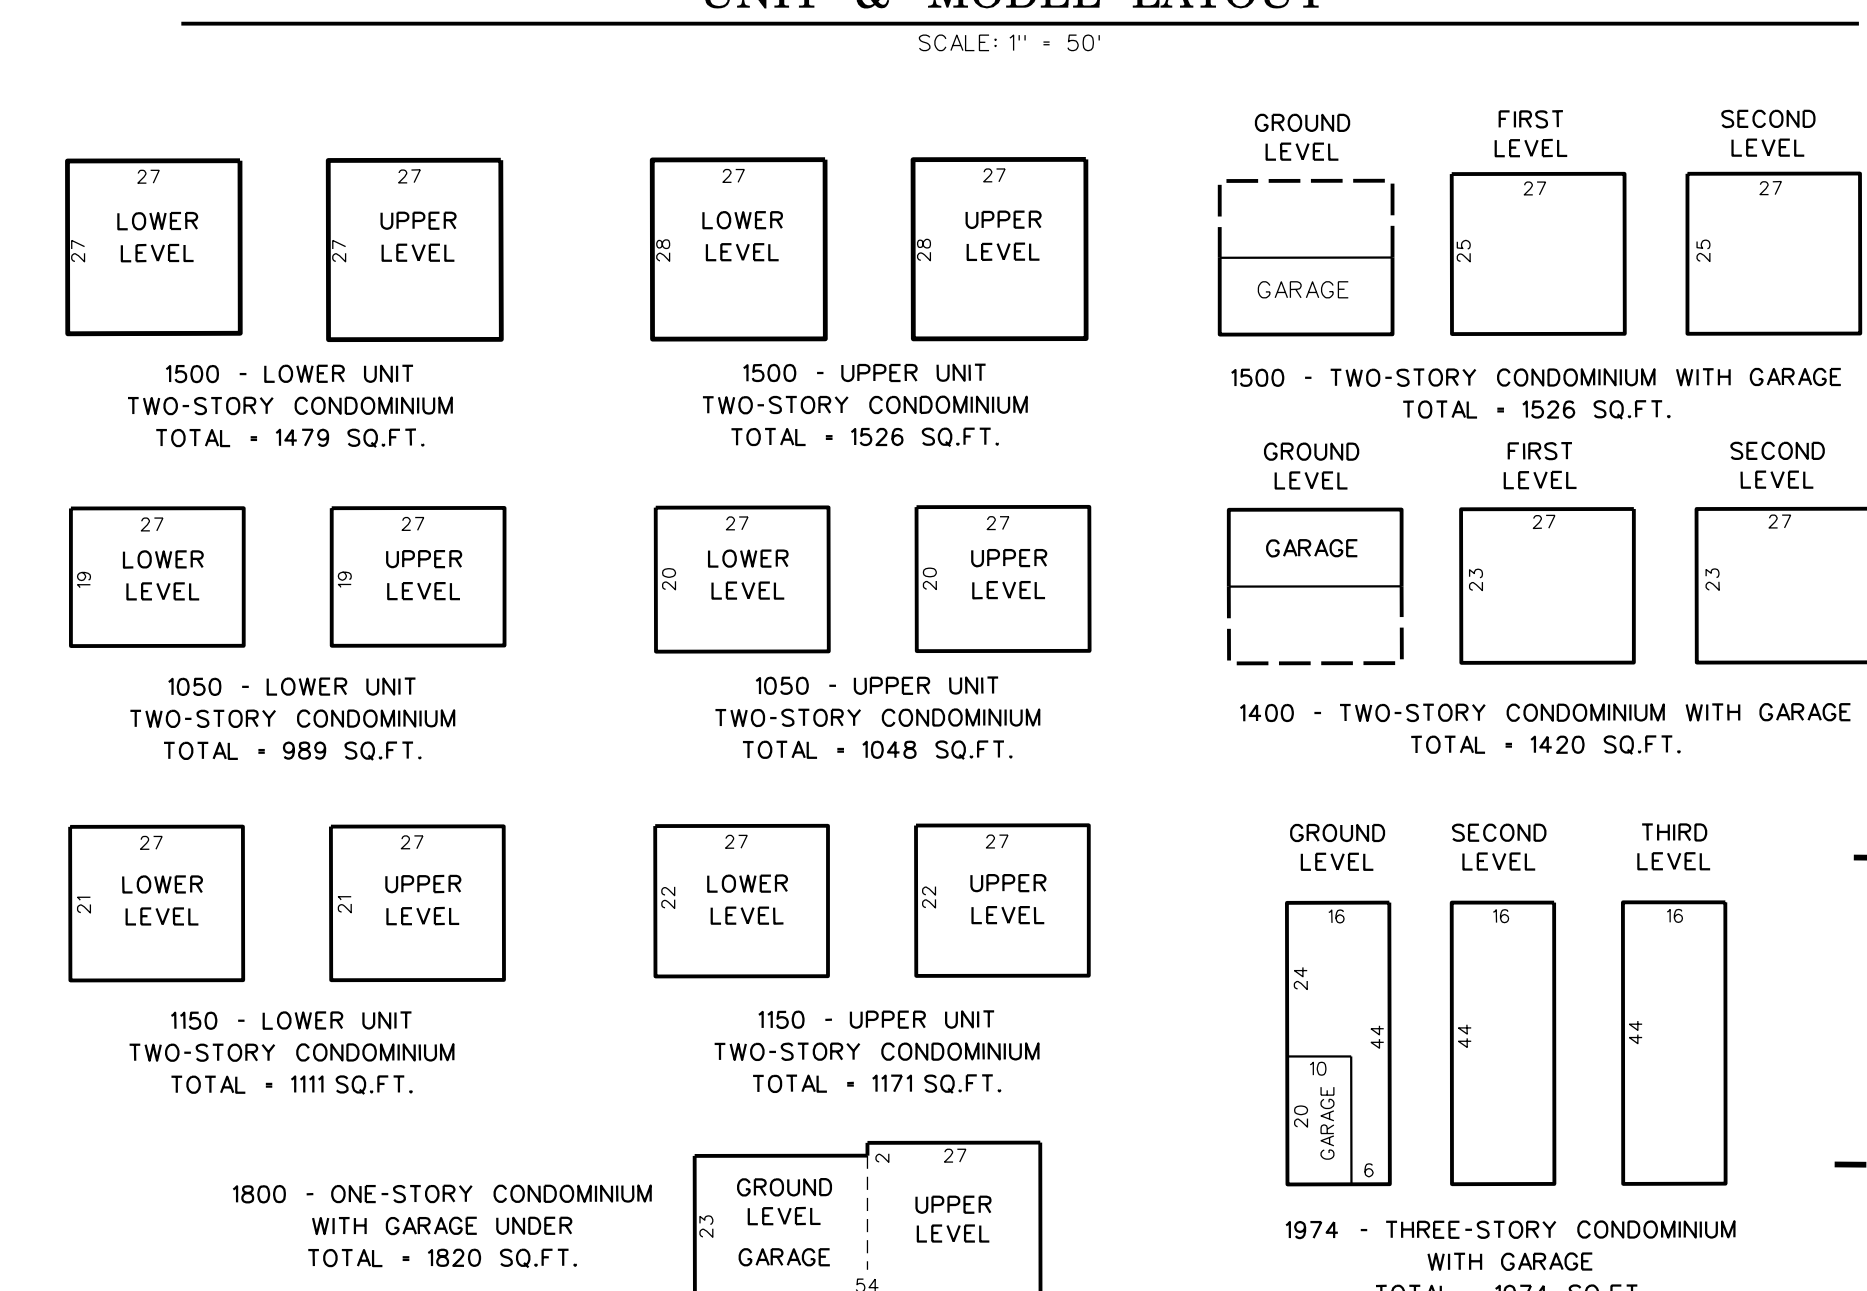 UNIT & MODEL LAYOUT
SCALE: 1" = 50'
27
LOWER
LEVEL
27
27
UPPER
LEVEL
27
1500 - LOWER UNIT
TWO-STORY CONDOMINIUM
TOTAL = 1479 SQ.FT.
27
LOWER
LEVEL
28
27
UPPER
LEVEL
28
1500 - UPPER UNIT
TWO-STORY CONDOMINIUM
TOTAL = 1526 SQ.FT.
GROUND
LEVEL
GARAGE
FIRST
LEVEL
27
25
SECOND
LEVEL
27
25
1500 - TWO-STORY CONDOMINIUM WITH GARAGE
TOTAL = 1526 SQ.FT.
27
LOWER
LEVEL
19
27
UPPER
LEVEL
19
1050 - LOWER UNIT
TWO-STORY CONDOMINIUM
TOTAL = 989 SQ.FT.
27
LOWER
LEVEL
20
27
UPPER
LEVEL
20
1050 - UPPER UNIT
TWO-STORY CONDOMINIUM
TOTAL = 1048 SQ.FT.
GROUND
LEVEL
GARAGE
FIRST
LEVEL
27
23
SECOND
LEVEL
27
23
1400 - TWO-STORY CONDOMINIUM WITH GARAGE
TOTAL = 1420 SQ.FT.
27
LOWER
LEVEL
21
27
UPPER
LEVEL
21
1150 - LOWER UNIT
TWO-STORY CONDOMINIUM
TOTAL = 1111 SQ.FT.
27
LOWER
LEVEL
22
27
UPPER
LEVEL
22
1150 - UPPER UNIT
TWO-STORY CONDOMINIUM
TOTAL = 1171 SQ.FT.
GROUND
LEVEL
16
24
44
10
20
GARAGE
6
SECOND
LEVEL
16
44
THIRD
LEVEL
16
44
1974 - THREE-STORY CONDOMINIUM
WITH GARAGE
TOTAL = 1974 SQ.FT.
1800 - ONE-STORY CONDOMINIUM
WITH GARAGE UNDER
TOTAL = 1820 SQ.FT.
GROUND
LEVEL
GARAGE
23
2
27
UPPER
LEVEL
54